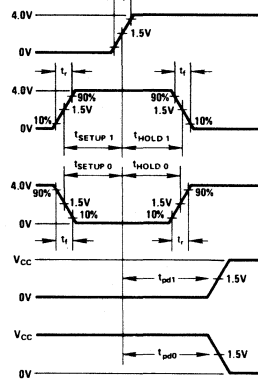 4.0V
1.5V
0V
tr tf
4.0V
90% 90%
1.5V 1.5V
10% 10%
0V
tSETUP 1 tHOLD 1
tSETUP 0 tHOLD 0
4.0V
90% 90%
1.5V 1.5V
10% 10%
0V
tf tr
VCC
tpd1 1.5V
0V
VCC
tpd0 1.5V
0V